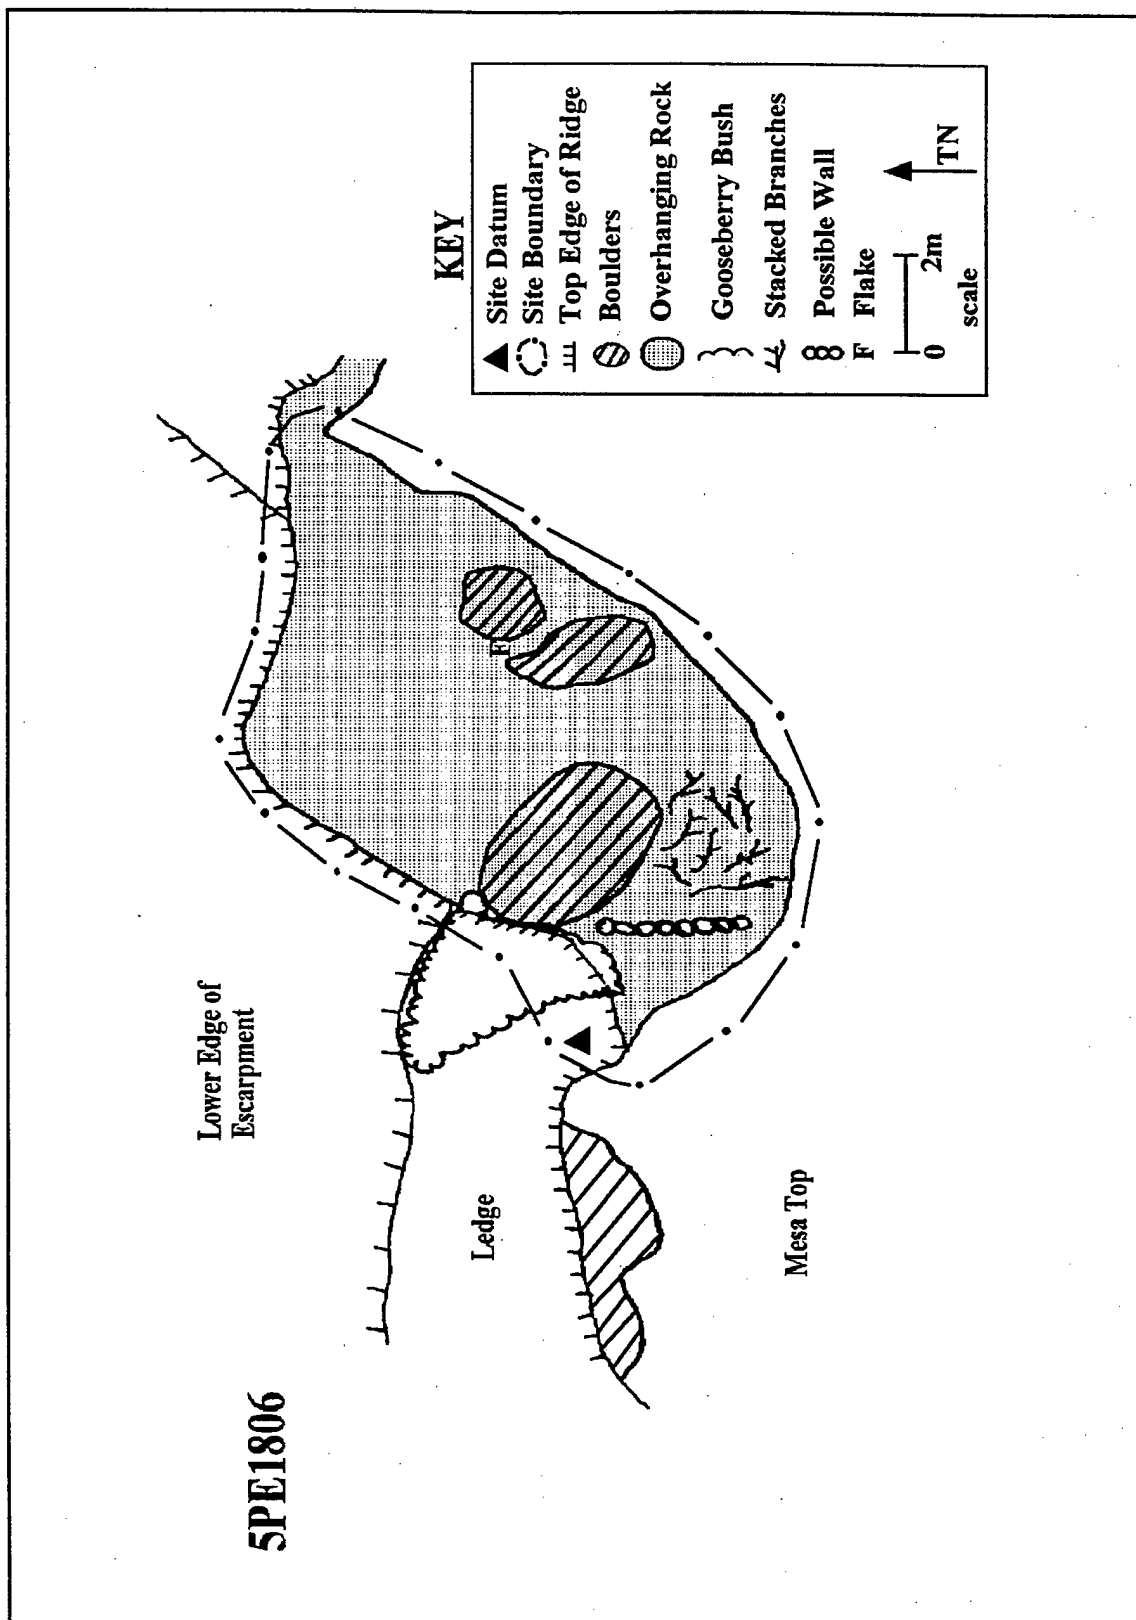 5PE1806
Lower Edge of
Escarpment
Ledge
Mesa Top
F
KEY
Site Datum
Site Boundary
Top Edge of Ridge
Boulders
Overhanging Rock
Gooseberry Bush
Stacked Branches
Possible Wall
F Flake
0 2m
scale
TN